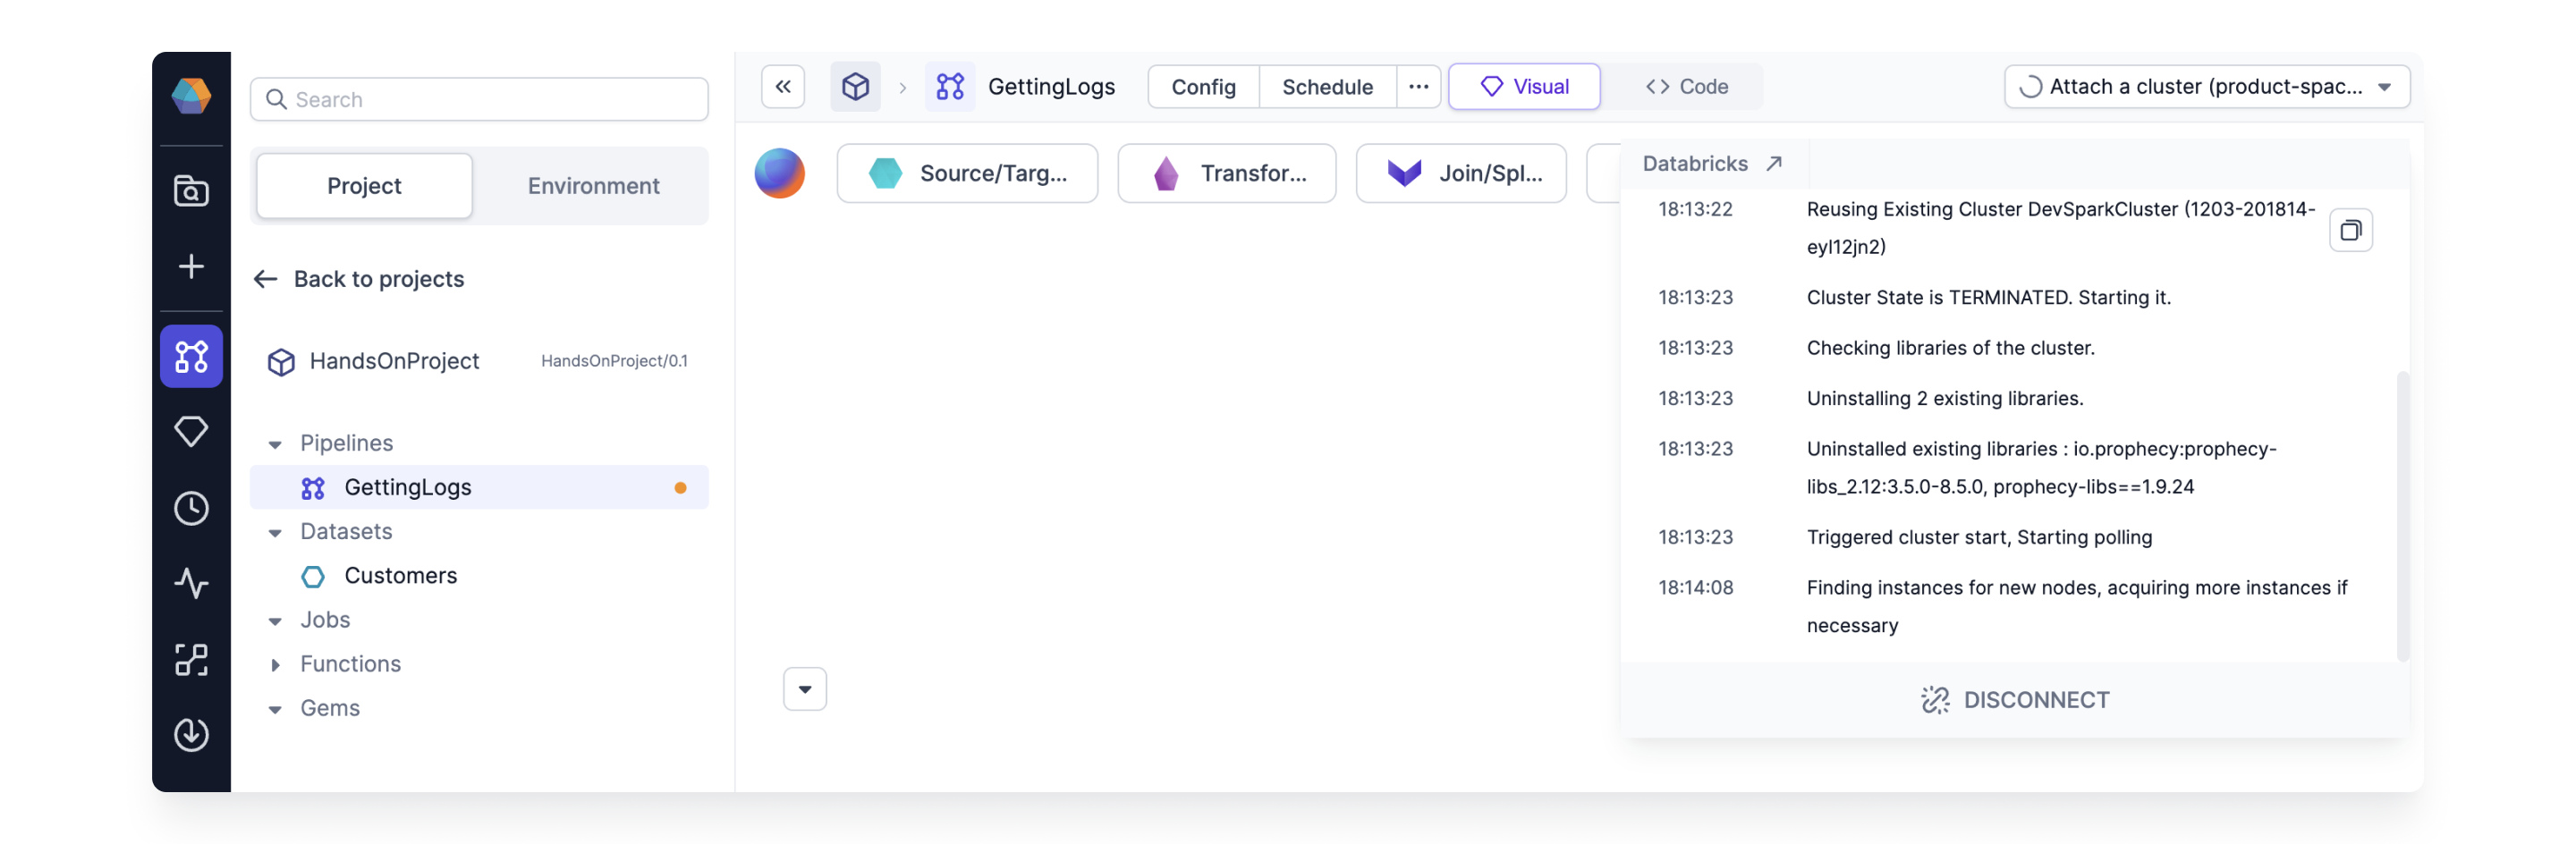 Search
Project
Environment
Back to projects
HandsOnProject
HandsOnProject/0.1
Pipelines
GettingLogs
Datasets
Customers
Jobs
Functions
Gems
GettingLogs
Config
Schedule
...
Visual
<> Code
Attach a cluster (product-spac...
Source/Targ...
Transfor...
Join/Spl...
Databricks
18:13:22 Reusing Existing Cluster DevSparkCluster (1203-201814-
eyl12jn2)
18:13:23 Cluster State is TERMINATED. Starting it.
18:13:23 Checking libraries of the cluster.
18:13:23 Uninstalling 2 existing libraries.
18:13:23 Uninstalled existing libraries : io.prophecy:prophecy-
libs_2.12:3.5.0-8.5.0, prophecy-libs==1.9.24
18:13:23 Triggered cluster start, Starting polling
18:14:08 Finding instances for new nodes, acquiring more instances if
necessary
DISCONNECT